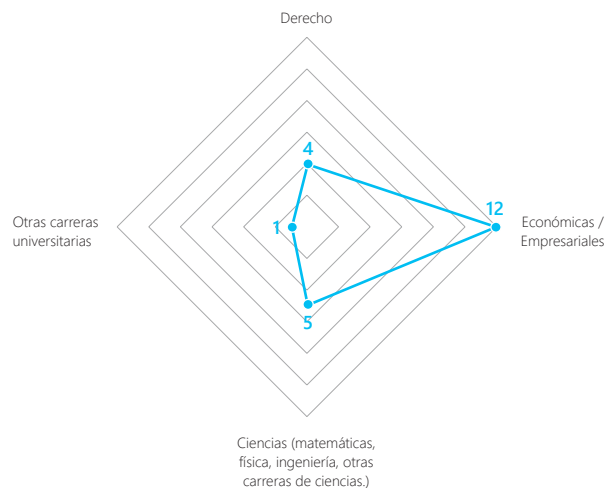 Derecho
4
12
Otras carreras
universitarias
1
Económicas /
Empresariales
5
Ciencias (matemáticas,
física, ingeniería, otras
carreras de ciencias.)